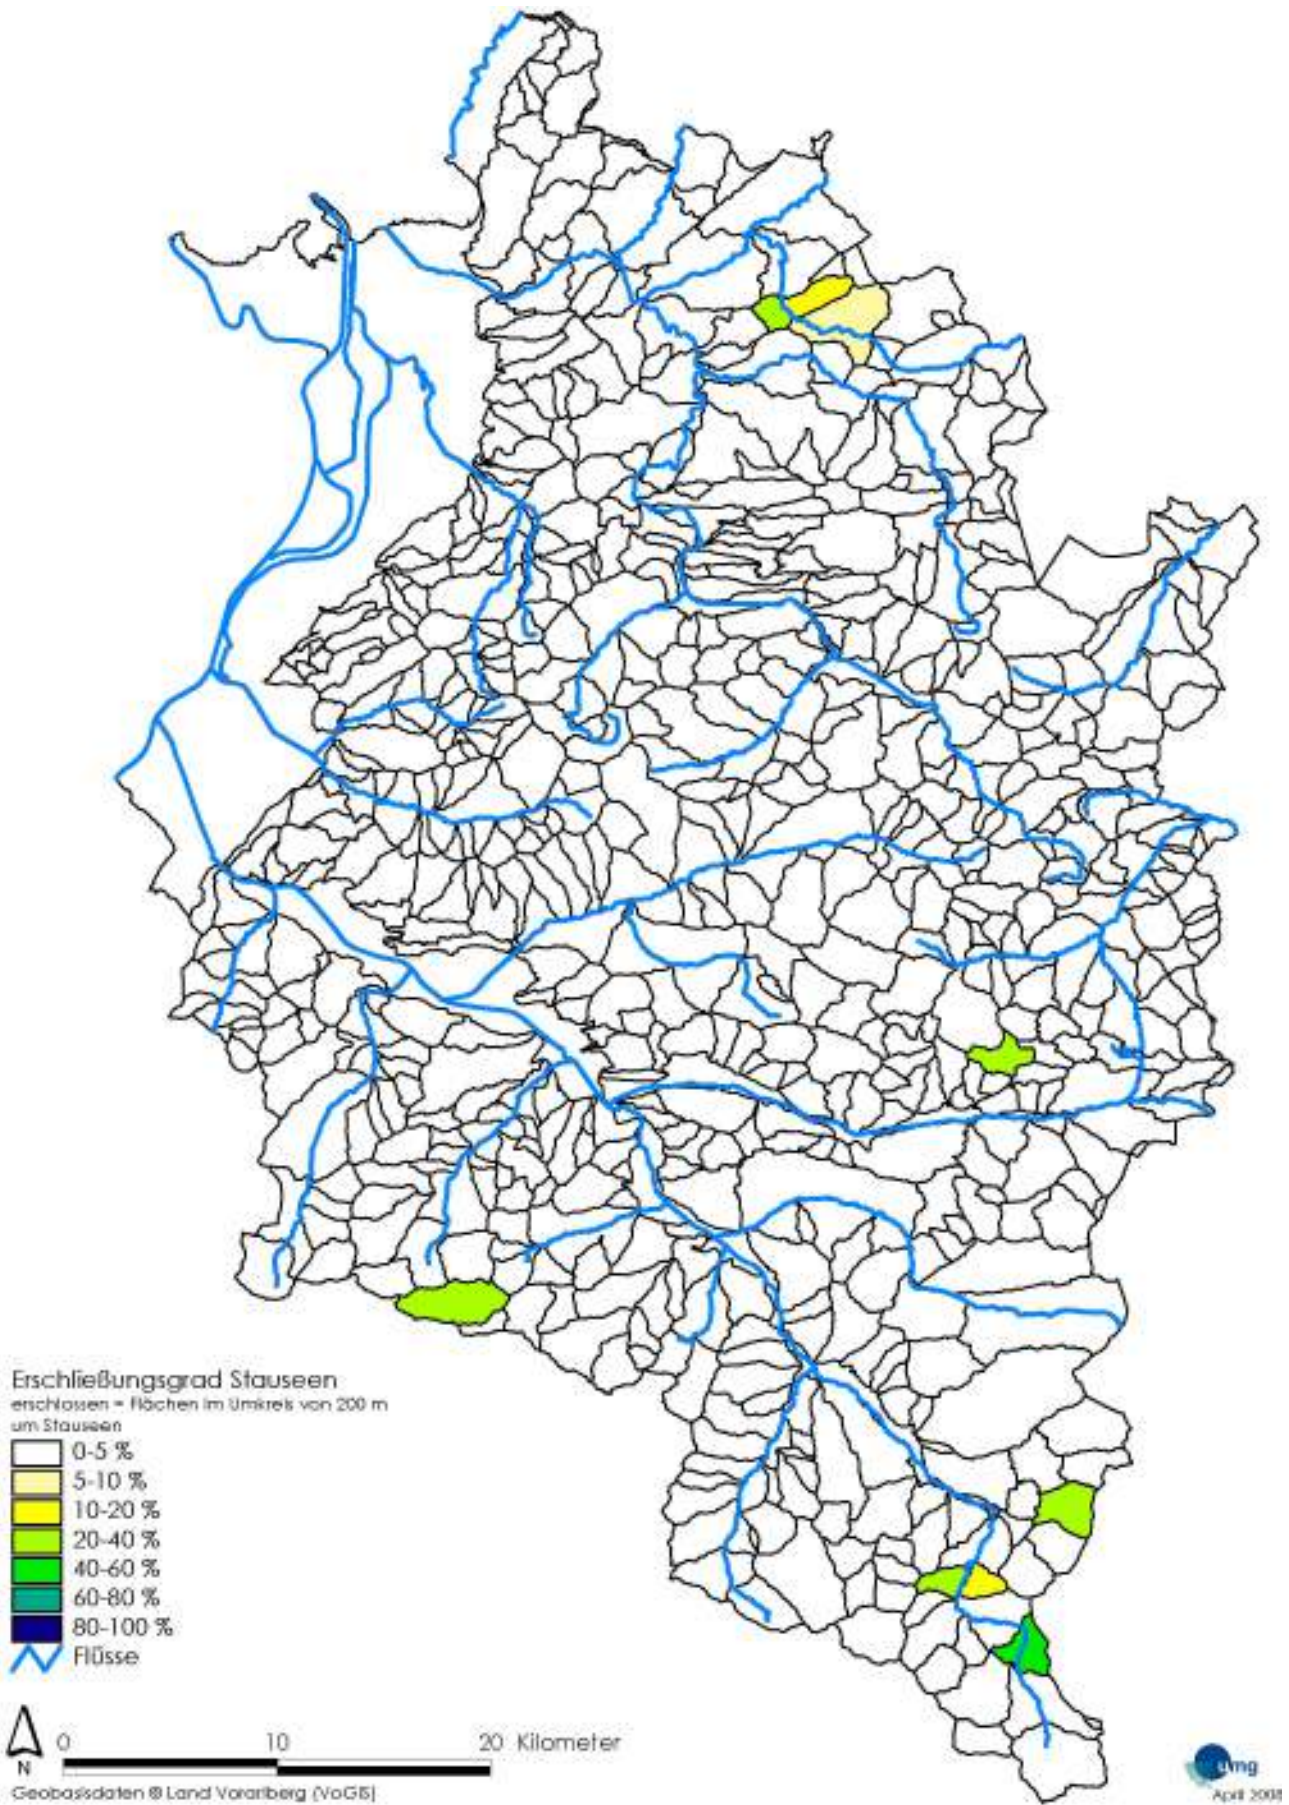 Erschließungsgrad Stauseen
erschlossen = Flächen im Umkreis von 200 m
um Stauseen
0-5 %
5-10 %
10-20 %
20-40 %
40-60 %
60-80 %
80-100 %
Flüsse
0 10 20 Kilometer
N
Geobasisdaten © Land Vorarlberg (VoGIS)
umg
April 2008